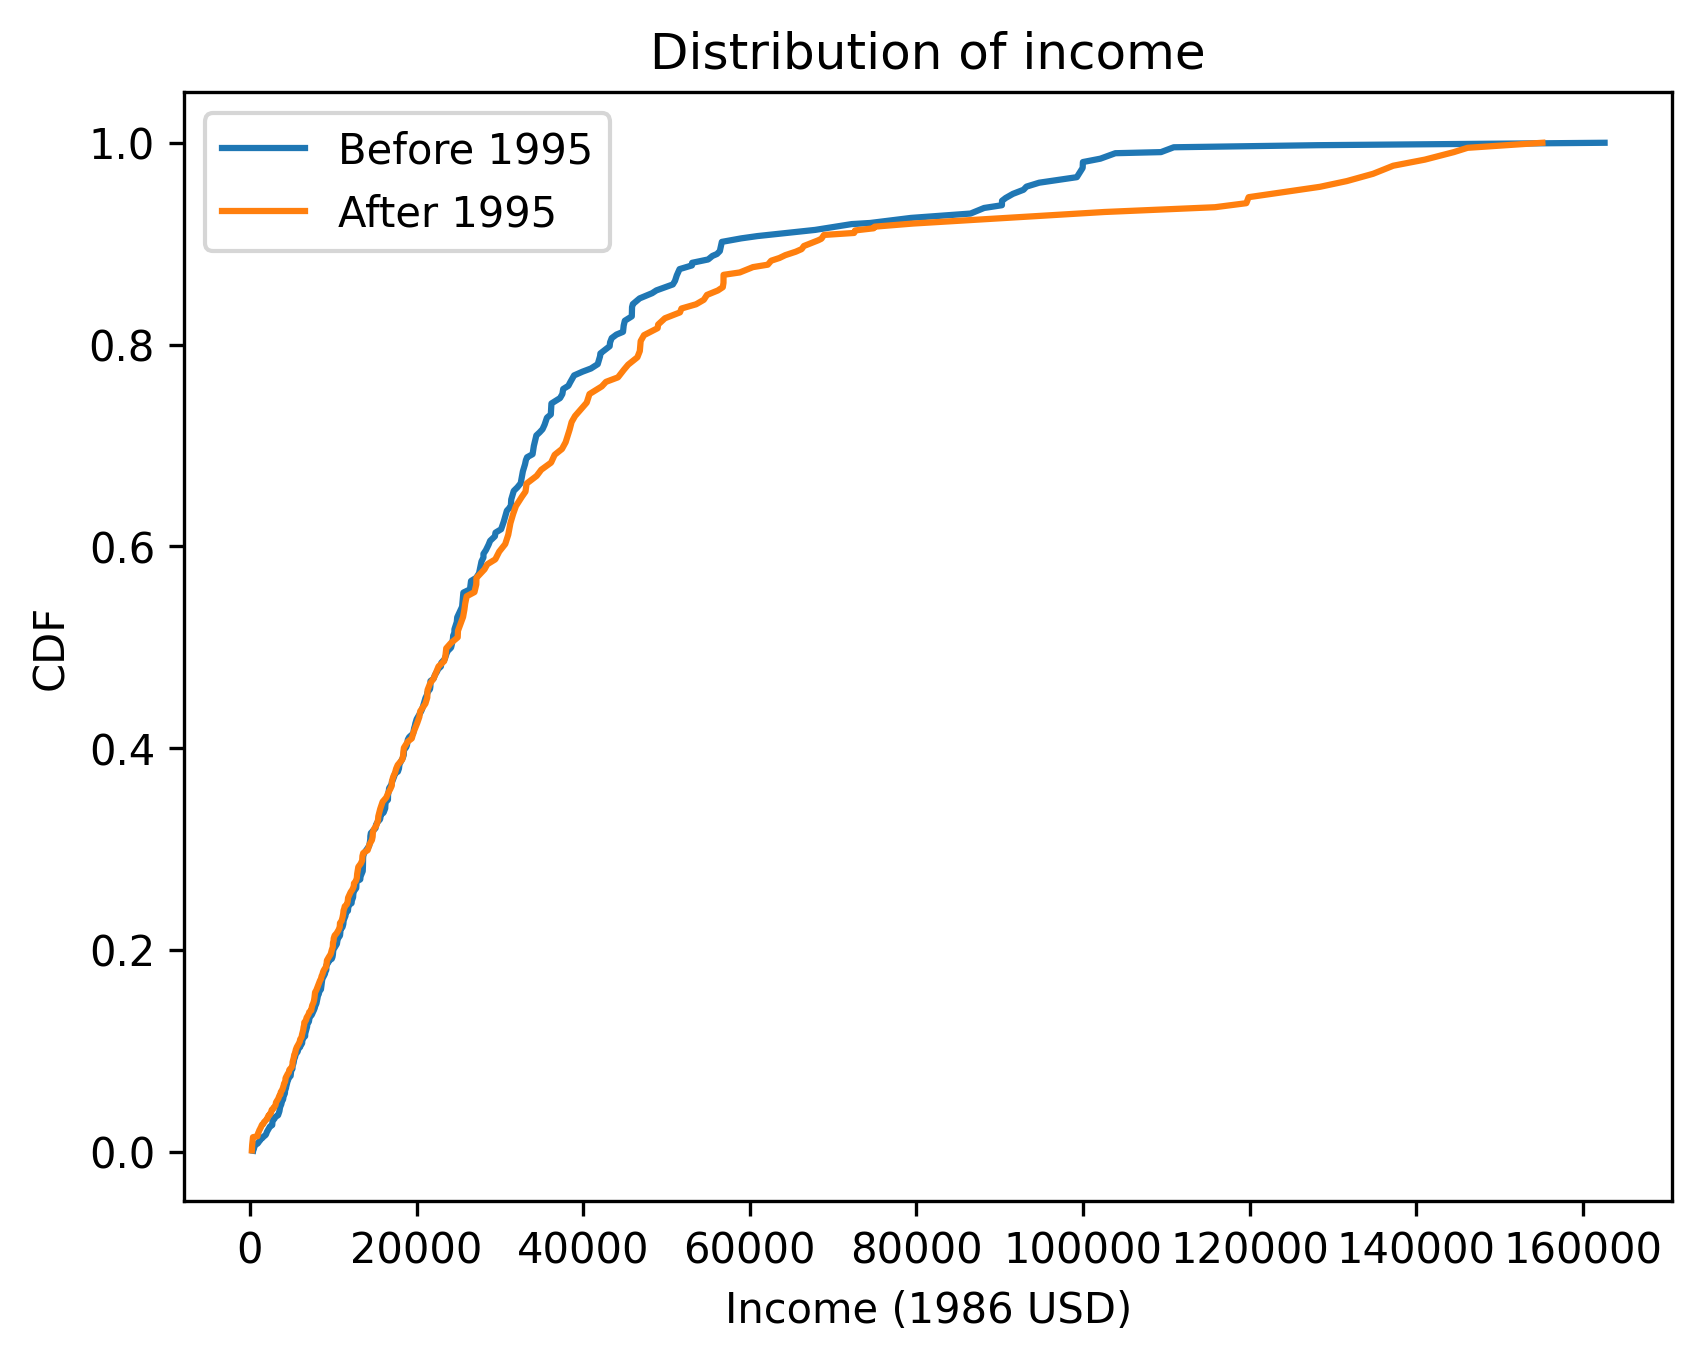 Distribution of income
Before 1995
After 1995
1.0
0.8
0.6
0.4
0.2
0.0
CDF
0 20000 40000 60000 80000 100000 120000 140000 160000
Income (1986 USD)